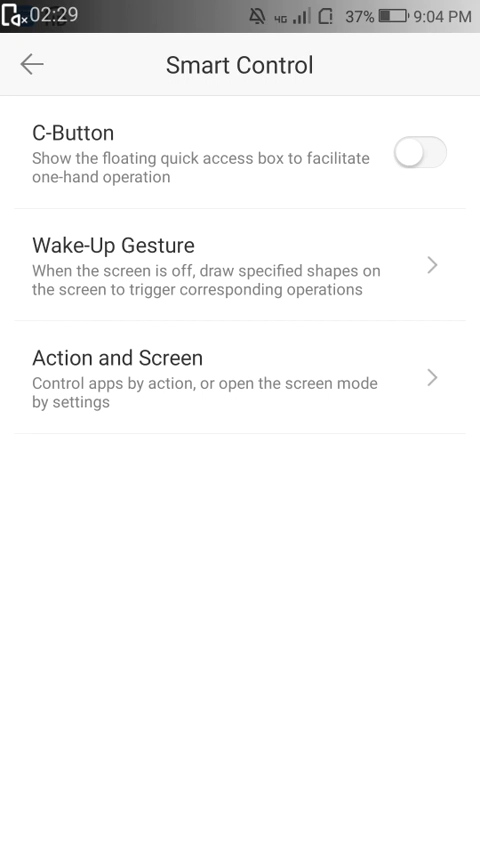 02:29
4G
37%
9:04 PM
Smart Control
C-Button
Show the floating quick access box to facilitate
one-hand operation
Wake-Up Gesture
When the screen is off, draw specified shapes on
the screen to trigger corresponding operations
Action and Screen
Control apps by action, or open the screen mode
by settings